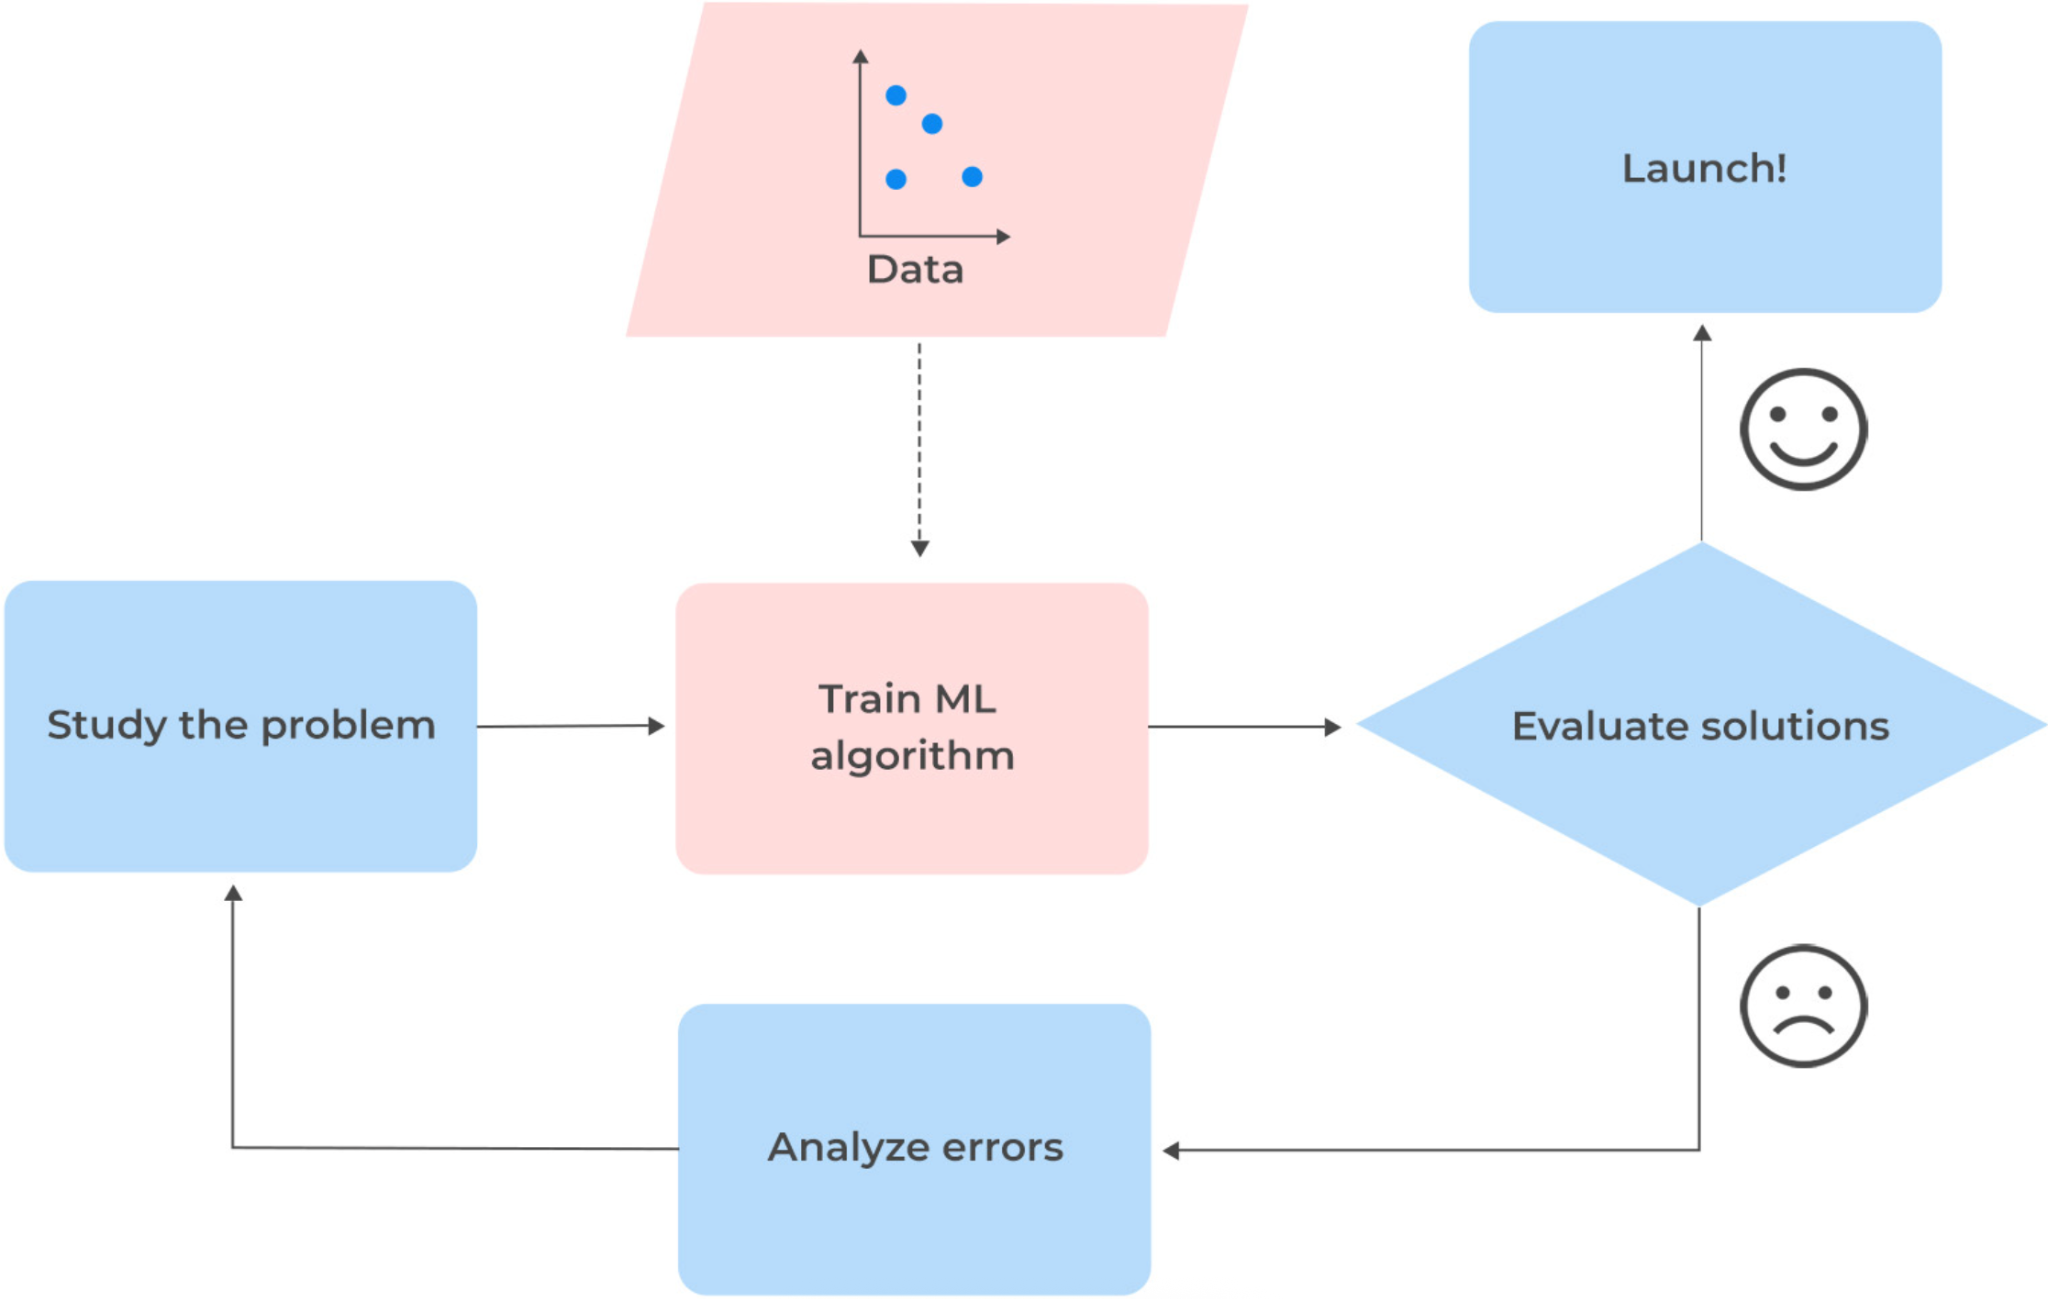 Data
Launch!
Study the problem
Train ML
algorithm
Evaluate solutions
Analyze errors